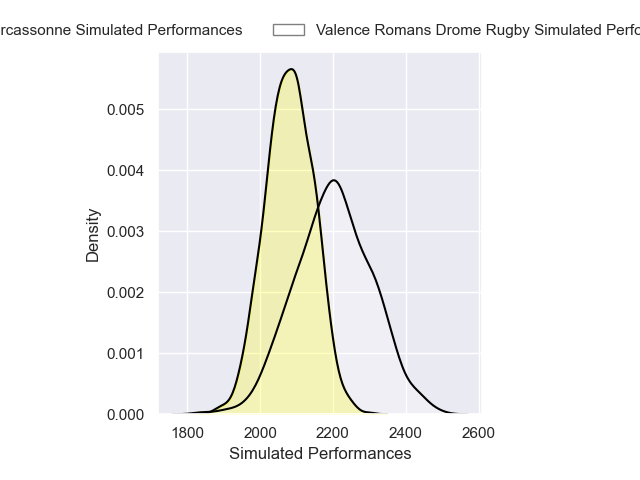 rcassonne Simulated Performances Valence Romans Drome Rugby Simulated Perfo
0.005
0.004
0.003
0.002
0.001
0.000
Density
1800 2000 2200 2400 2600
Simulated Performances